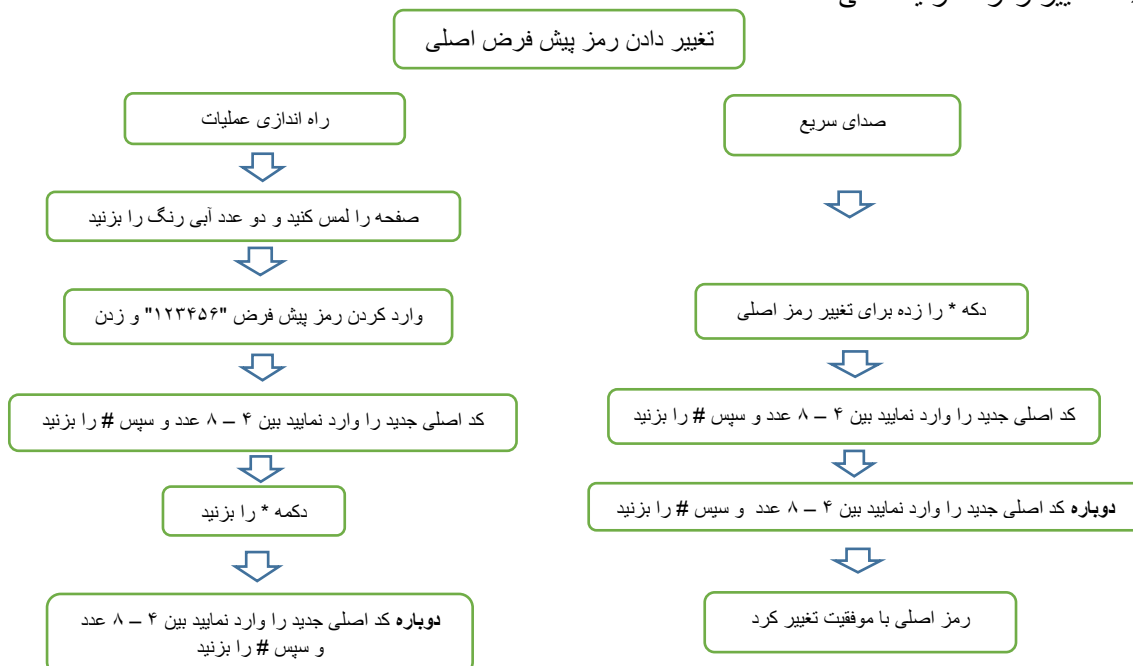 تغییر دادن رمز پیش فرض اصلی
صدای سریع
دکه * را زده برای تغییر رمز اصلی
کد اصلی جدید را وارد نمایید بین ۴ – ۸ عدد و سپس # را بزنید
دوباره کد اصلی جدید را وارد نمایید بین ۴ – ۸ عدد و سپس # را بزنید
رمز اصلی با موفقیت تغییر کرد
راه اندازی عملیات
صفحه را لمس کنید و دو عدد آبی رنگ را بزنید
وارد کردن رمز پیش فرض "۱۲۳۴۵۶" و زدن
کد اصلی جدید را وارد نمایید بین ۴ – ۸ عدد و سپس # را بزنید
دکمه * را بزنید
دوباره کد اصلی جدید را وارد نمایید بین ۴ – ۸ عدد
و سپس # را بزنید